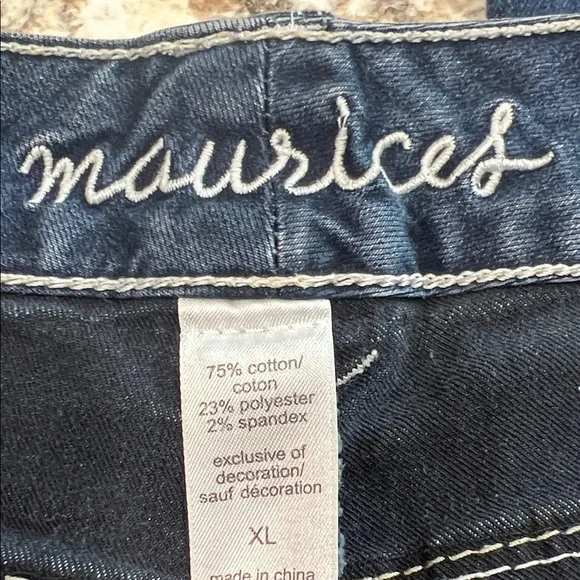 maurices
75% cotton/
coton
23% polyester
2% spandex
exclusive of
decoration/
sauf décoration
XL
made in china